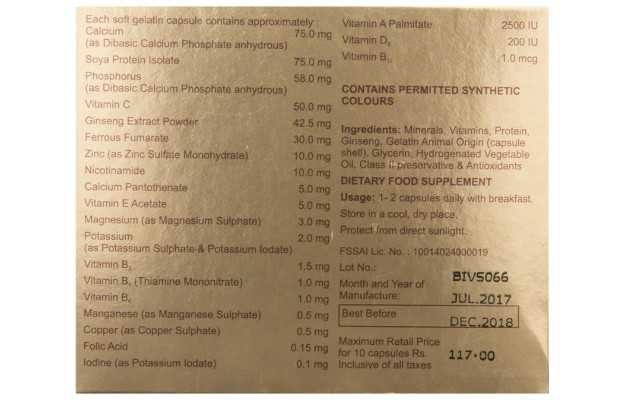 Each soft gelatin capsule contains approximately :
Calcium 75.0 mg
(as Dibasic Calcium Phosphate anhydrous)
Soya Protein Isolate 75.0 mg
Phosphorus 58.0 mg
(as Dibasic Calcium Phosphate anhydrous)
Vitamin C 50.0 mg
Ginseng Extract Powder 42.5 mg
Ferrous Fumarate 30.0 mg
Zinc (as Zinc Sulfate Monohydrate) 10.0 mg
Nicotinamide 10.0 mg
Calcium Pantothenate 5.0 mg
Vitamin E Acetate 5.0 mg
Magnesium (as Magnesium Sulphate) 3.0 mg
Potassium 2.0 mg
(as Potassium Sulphate & Potassium Iodate)
Vitamin B 1.5 mg
Vitamin B (Thiamine Mononitrate) 1.0 mg
Vitamin B 1.0 mg
Manganese (as Manganese Sulphate) 0.5 mg
Copper (as Copper Sulphate) 0.5 mg
Folic Acid 0.15 mg
Iodine (as Potassium Iodate) 0.1 mg
Vitamin A Palmitate 2500 IU
Vitamin D 200 IU
Vitamin B 1.0 mcg
CONTAINS PERMITTED SYNTHETIC
COLOURS
Ingredients: Minerals, Vitamins, Protein,
Ginseng, Gelatin Animal Origin (capsule
shell), Glycerin, Hydrogenated Vegetable
Oil, Class II preservative & Antioxidants
DIETARY FOOD SUPPLEMENT
Usage: 1- 2 capsules daily with breakfast.
Store in a cool, dry place.
Protect from direct sunlight.
FSSAI Lic. No. : 10014024000019
Lot No.: BIV5066
Month and Year of
Manufacture: JUL.2017
Best Before DEC.2018
Maximum Retail Price
for 10 capsules Rs. 117.00
Inclusive of all taxes